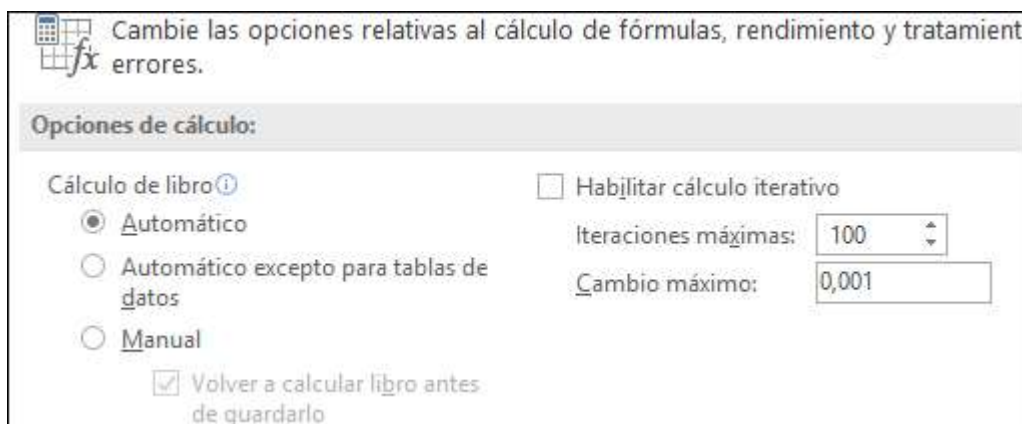 Cambie las opciones relativas al cálculo de fórmulas, rendimiento y tratamient
errores.
Opciones de cálculo:
Cálculo de libro
Automático
Automático excepto para tablas de
datos
Manual
Volver a calcular libro antes
de guardarlo
Habilitar cálculo iterativo
Iteraciones máximas: 100
Cambio máximo: 0,001